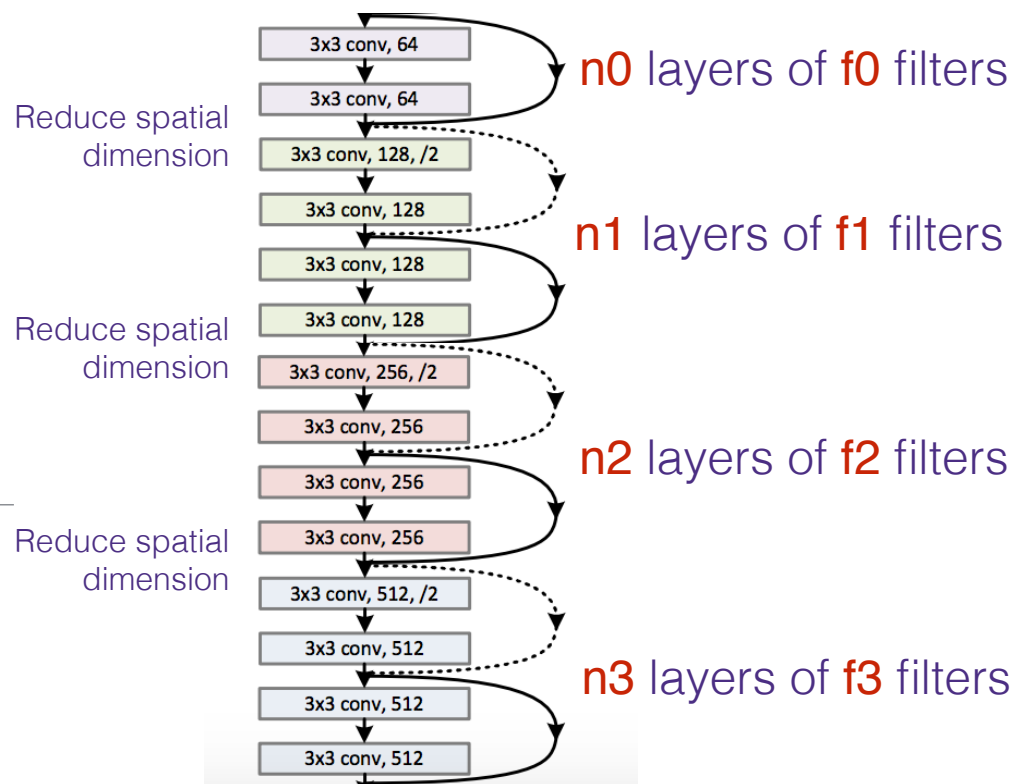 3x3 conv, 64
n0 layers of f0 filters
3x3 conv, 64
Reduce spatial
dimension
3x3 conv, 128, /2
3x3 conv, 128
n1 layers of f1 filters
3x3 conv, 128
3x3 conv, 128
Reduce spatial
dimension
3x3 conv, 256, /2
3x3 conv, 256
n2 layers of f2 filters
3x3 conv, 256
3x3 conv, 256
Reduce spatial
dimension
3x3 conv, 512, /2
3x3 conv, 512
n3 layers of f3 filters
3x3 conv, 512
3x3 conv, 512